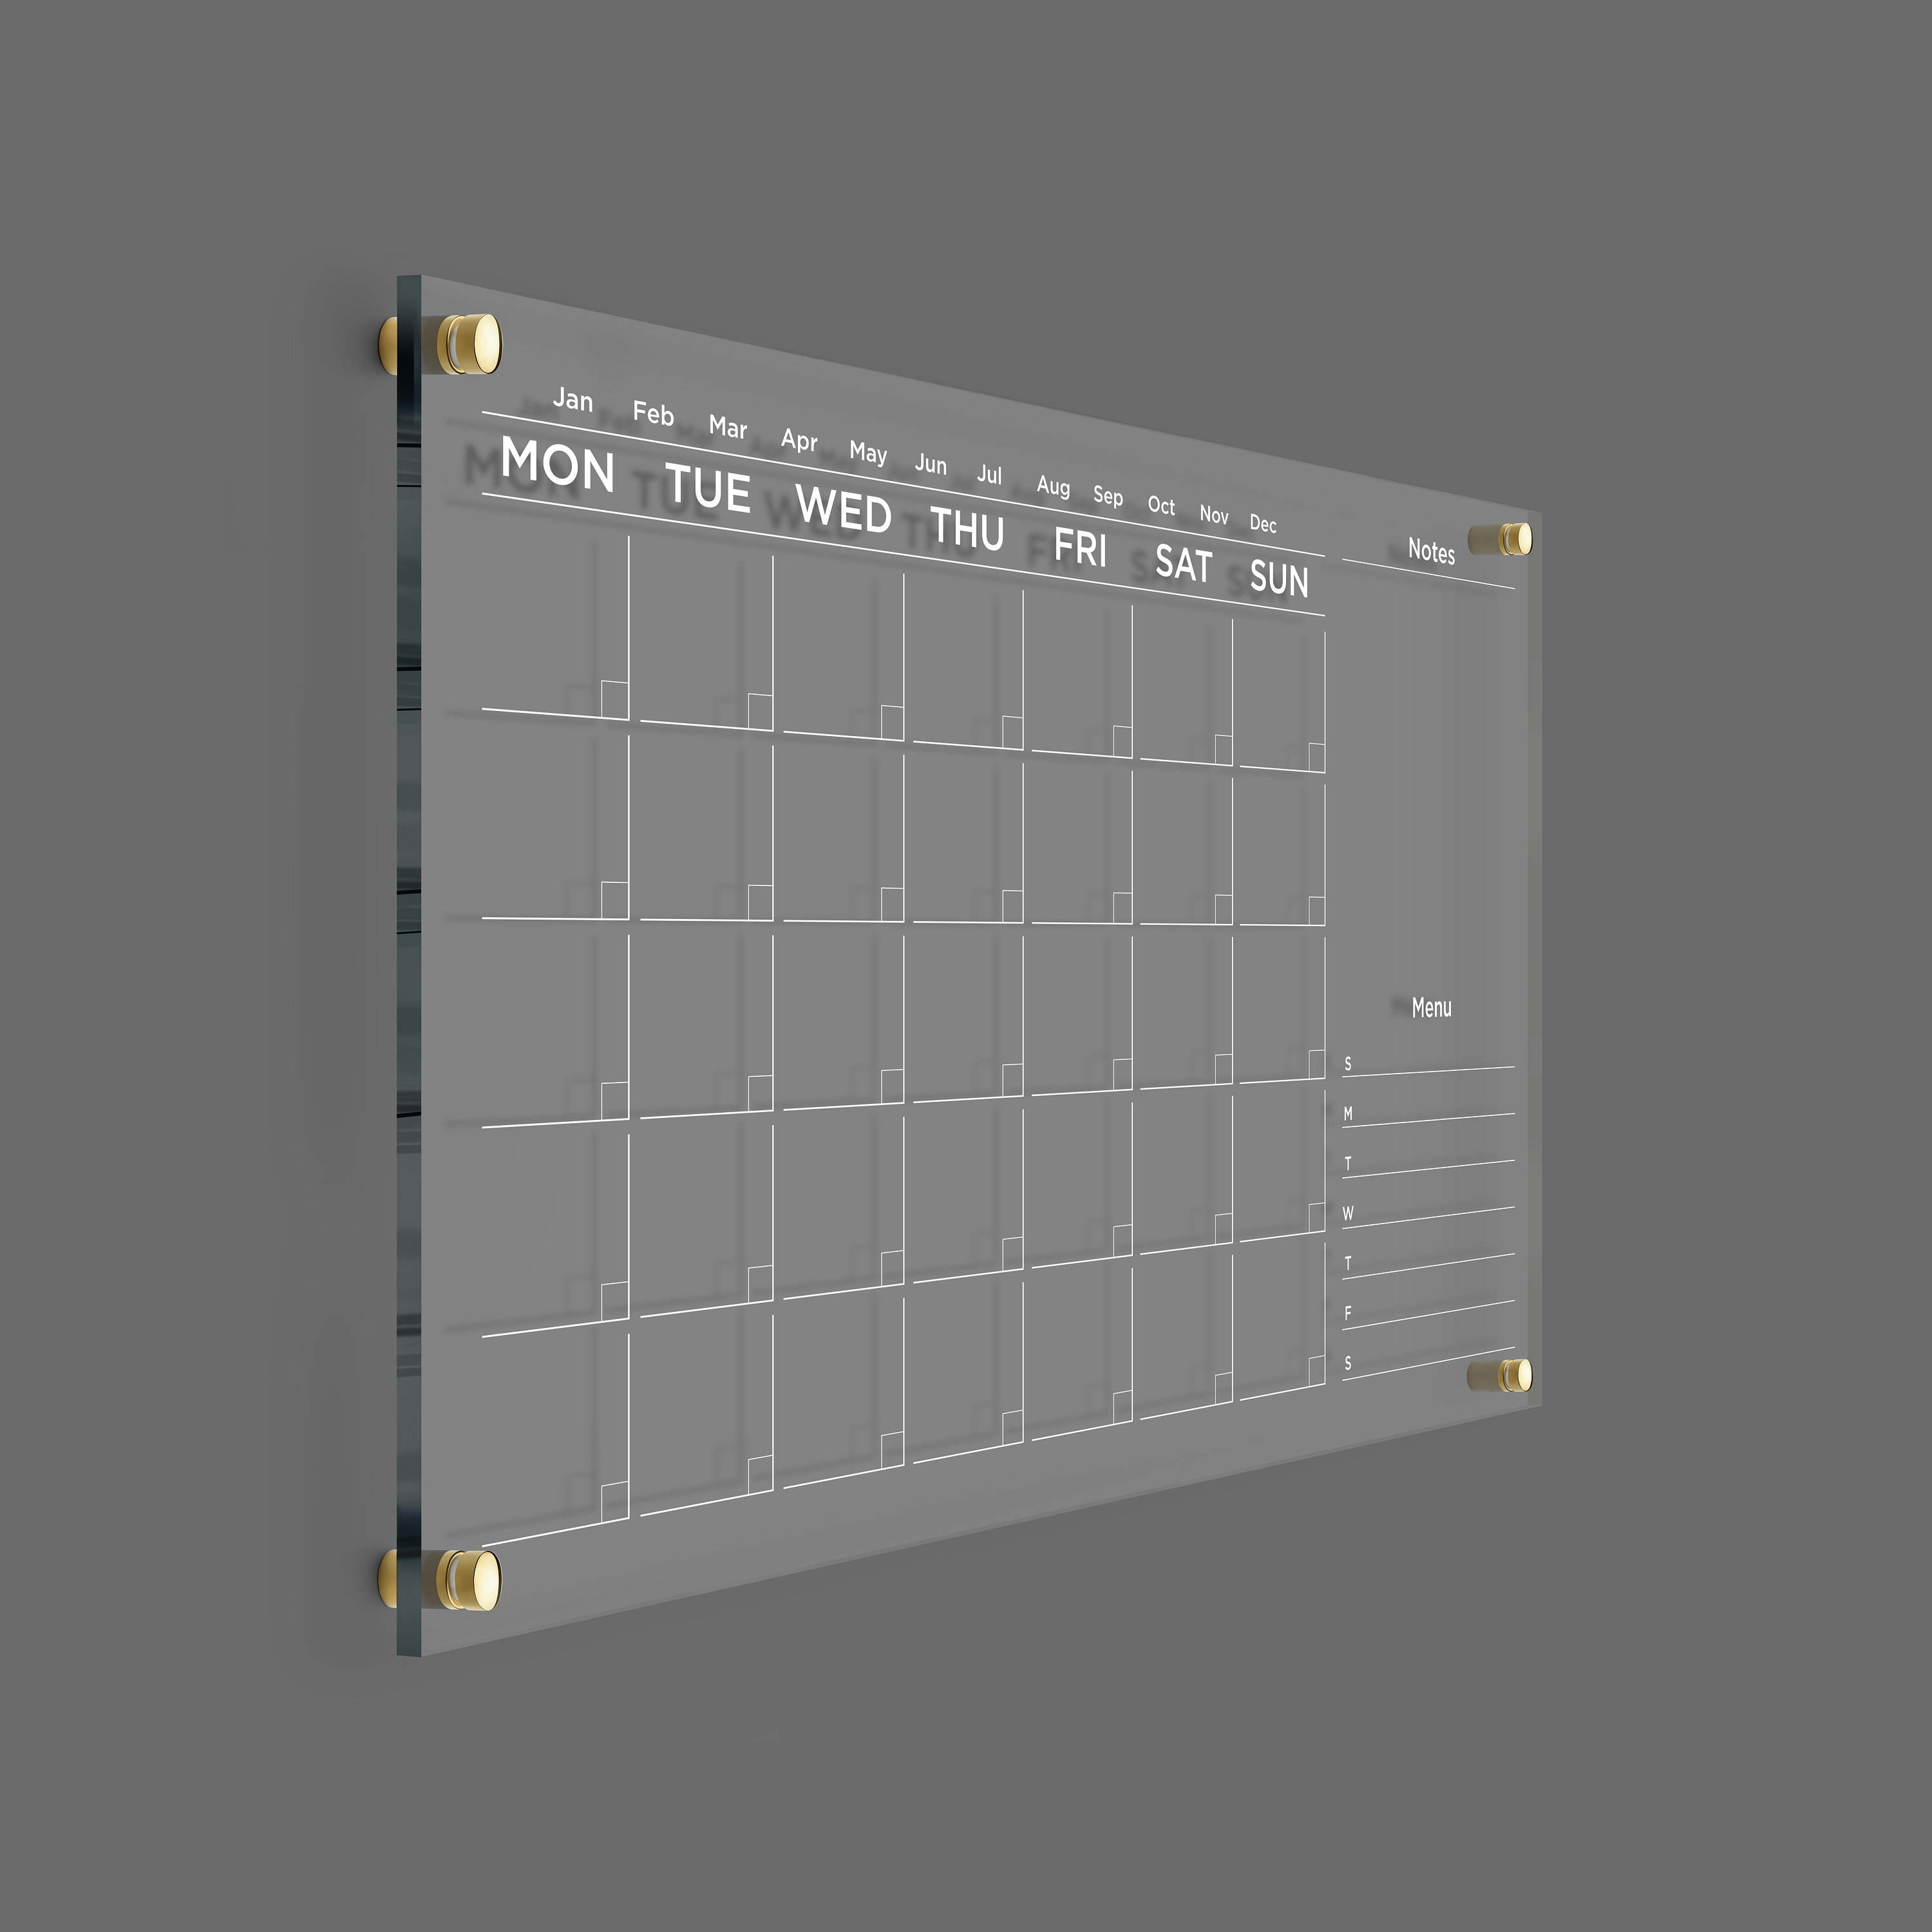 Jan Feb Mar Apr May Jun Jul Aug Sep Oct Nov Dec
MON TUE WED THU FRI SAT SUN
Notes
Menu
S
M
T
W
T
F
S